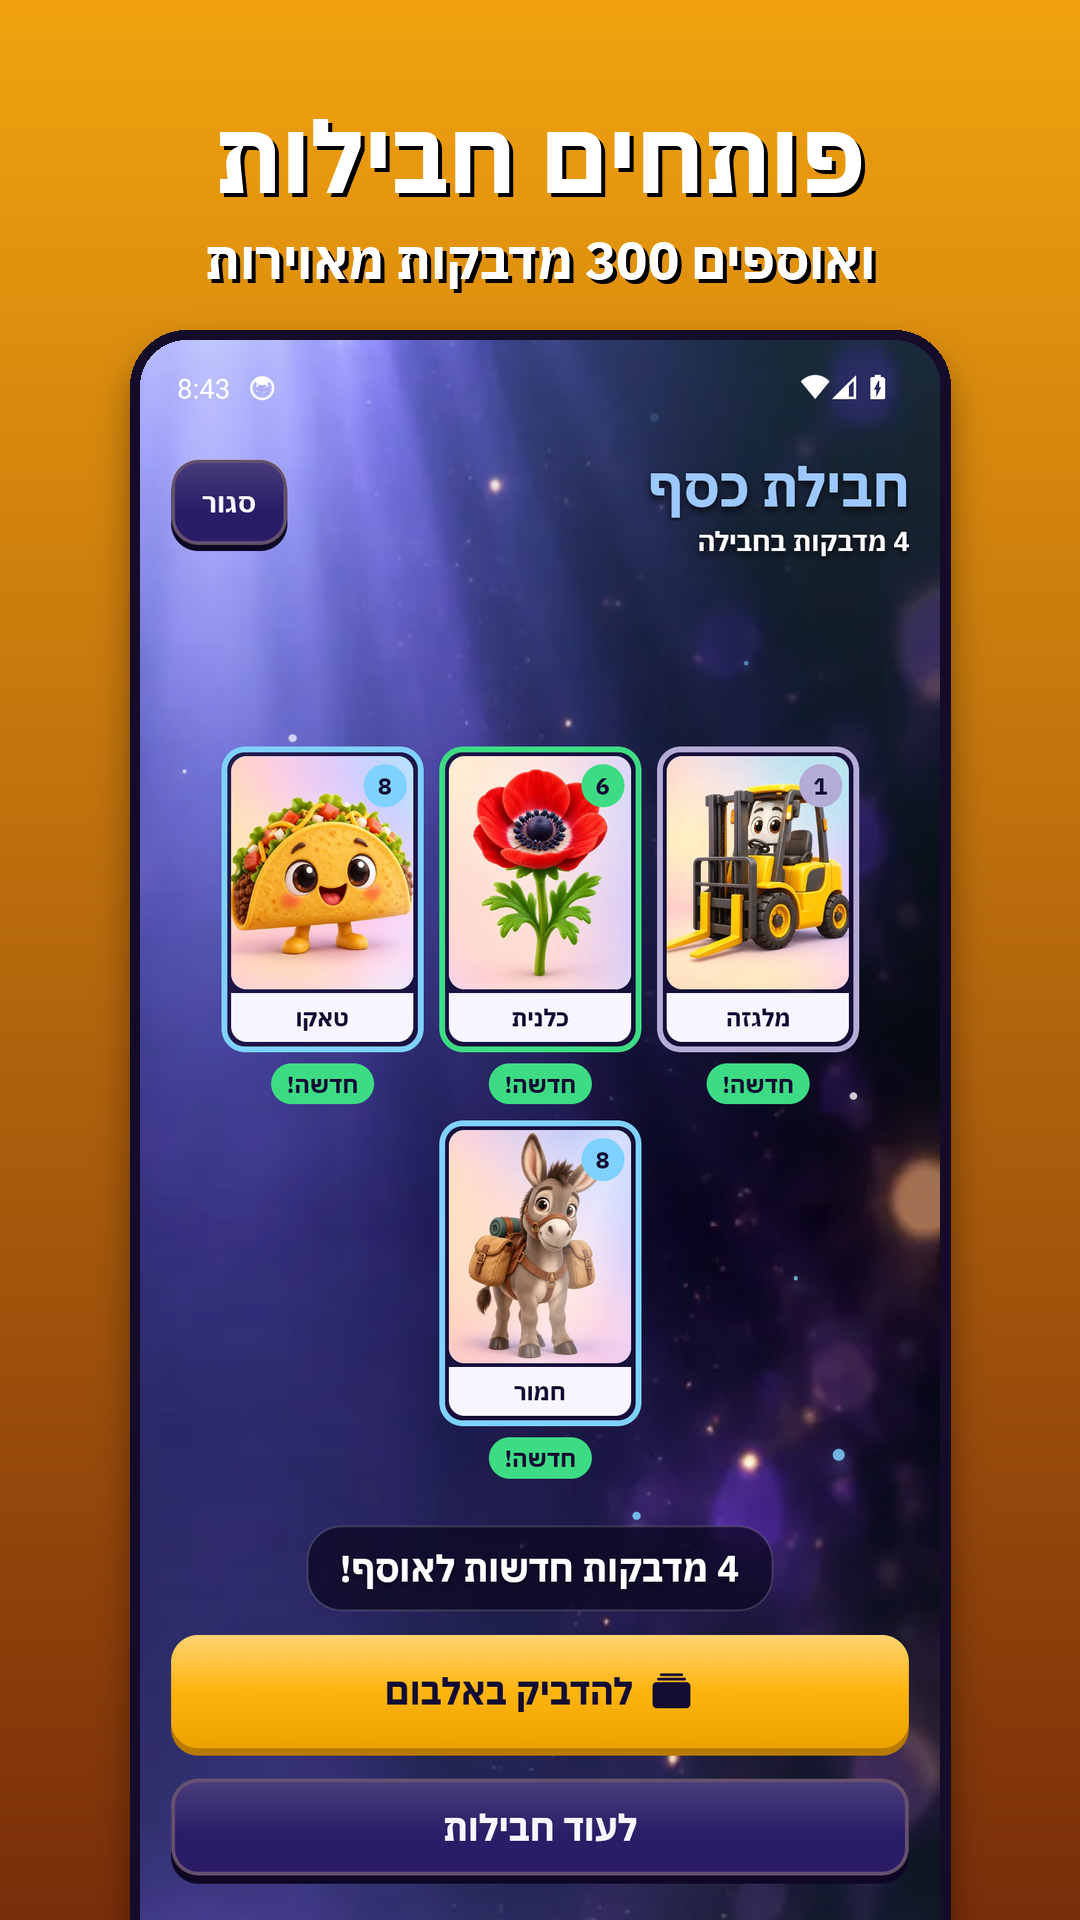 פותחים חבילות
ואוספים 300 מדבקות מאוירות
8:43
חבילת כסף
סגור
4 מדבקות בחבילה
1
6
8
מלגזה
כלנית
טאקו
חדשה!
חדשה!
חדשה!
8
חמור
חדשה!
4 מדבקות חדשות לאוסף!
להדביק באלבום
לעוד חבילות